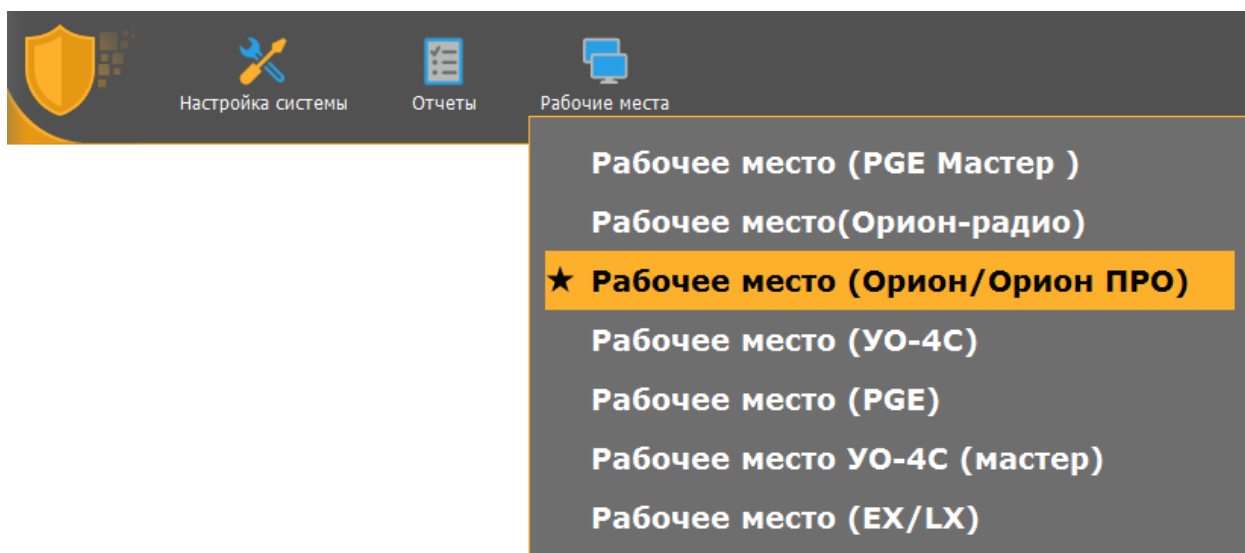 Настройка системы
Отчеты
Рабочие места
Рабочее место (PGE Мастер )
Рабочее место(Орион-радио)
★ Рабочее место (Орион/Орион ПРО)
Рабочее место (УО-4С)
Рабочее место (PGE)
Рабочее место УО-4С (мастер)
Рабочее место (EX/LX)